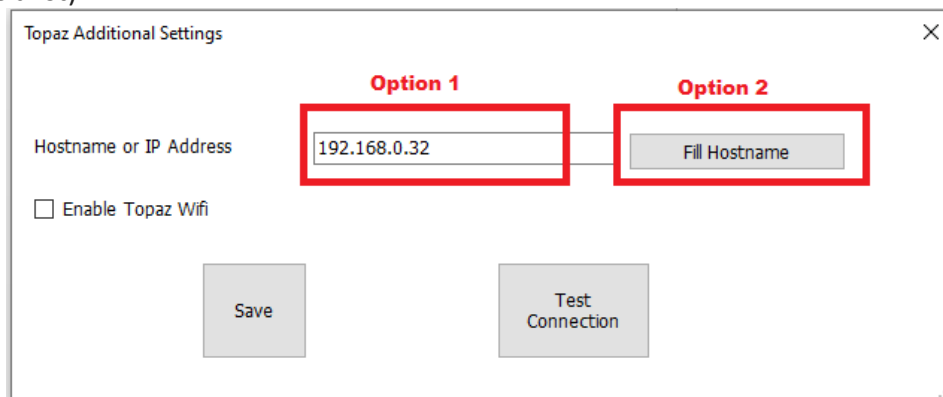 Topaz Additional Settings
Option 1
Option 2
Hostname or IP Address
192.168.0.32
Fill Hostname
Enable Topaz Wifi
Save
Test
Connection